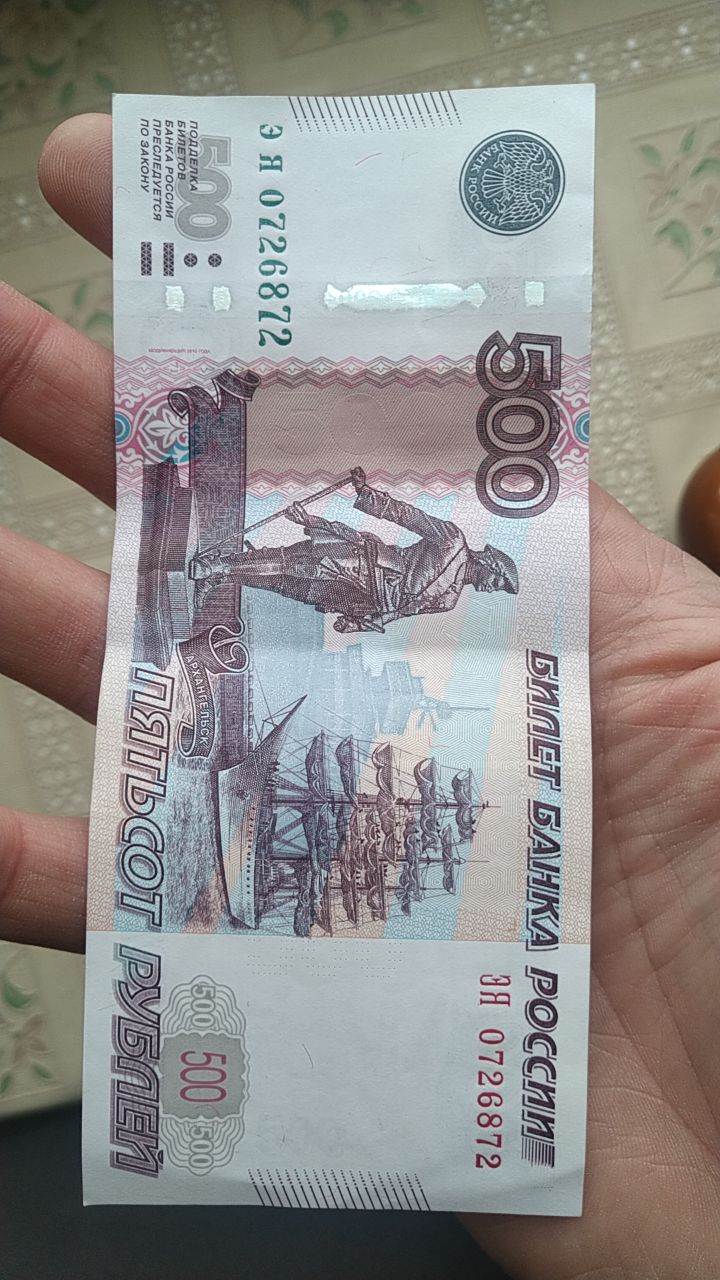 500
БИЛЕТ БАНКА РОССИИ
ЭЯ 0726872
БАНК РОССИИ
ЭЯ 0726872
500
ПОДДЕЛКА
БИЛЕТОВ
БАНКА РОССИИ
ПРЕСЛЕДУЕТСЯ
ПО ЗАКОНУ
АРХАНГЕЛЬСК
500 500 500
ПЯТЬСОТ РУБЛЕЙ